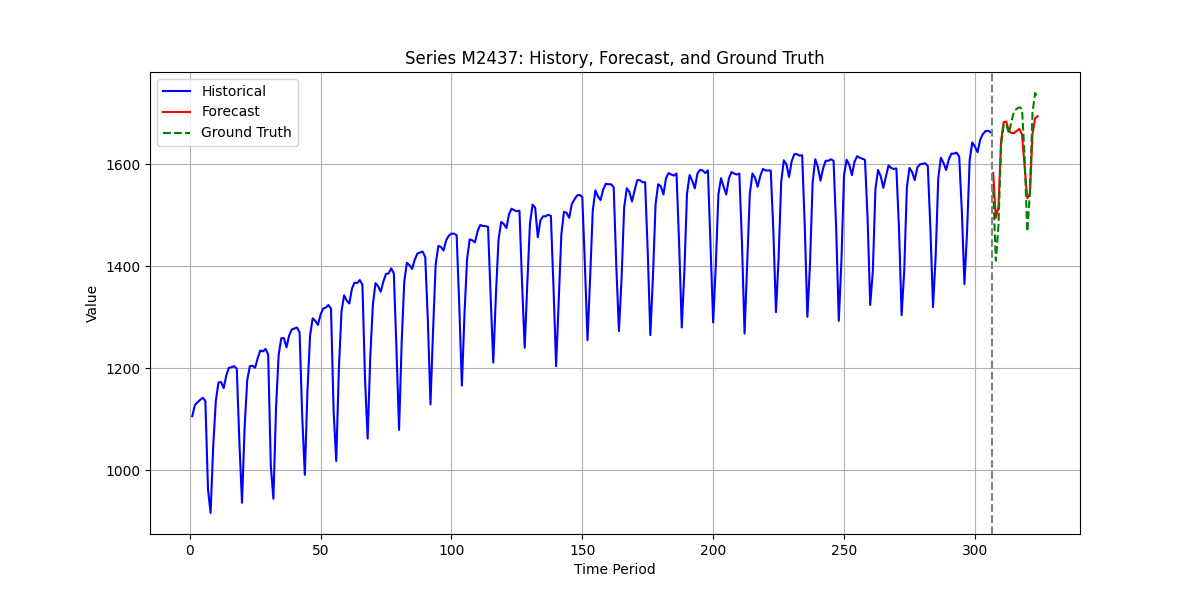 Series M2437: History, Forecast, and Ground Truth
Historical
Forecast
Ground Truth
Value
1600
1400
1200
1000
0 50 100 150 200 250 300
Time Period